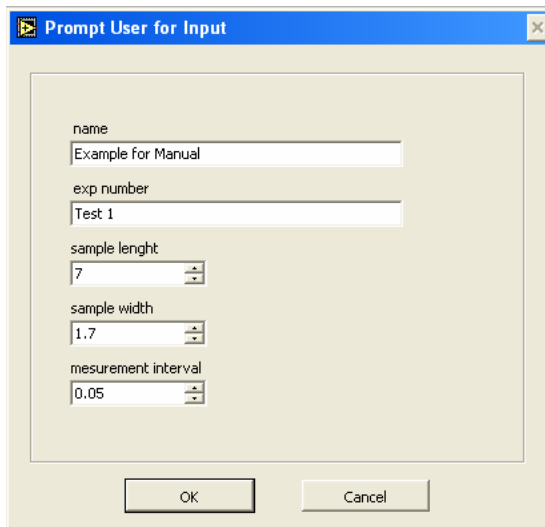 Prompt User for Input
name
Example for Manual
exp number
Test 1
sample lenght
7
sample width
1.7
mesurement interval
0.05
OK Cancel